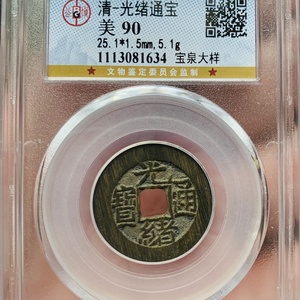 清-光绪通宝
美 90
25.1*1.5mm,5.1g
1113081634 宝泉大样
★ 文物鉴定委员会监制 ★
光緒通寶